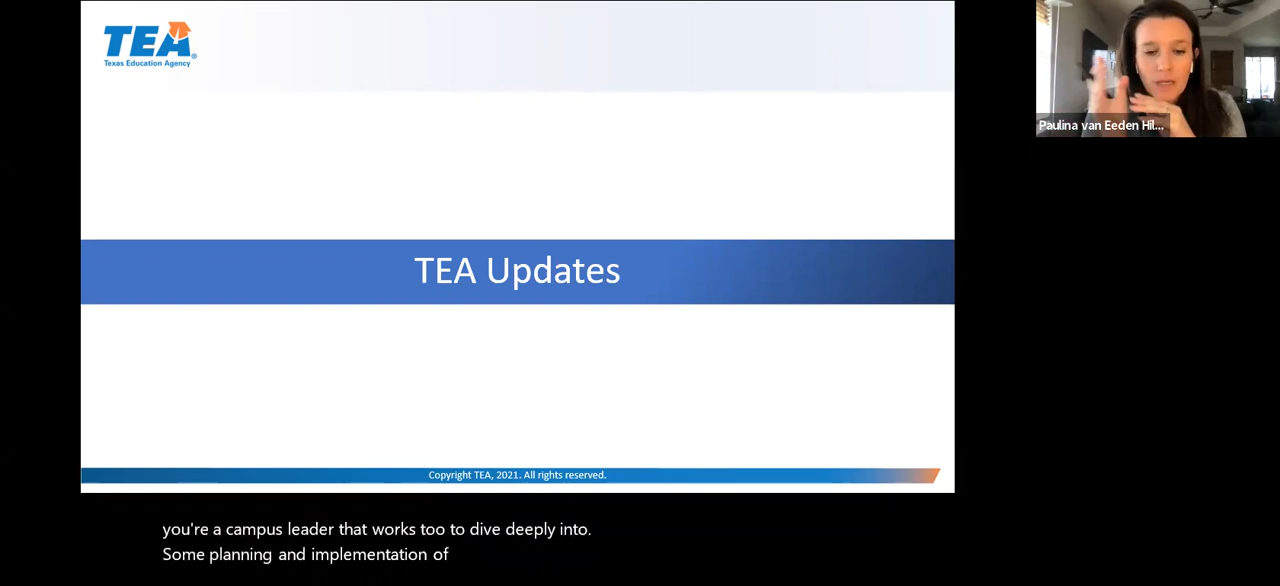 TEA
Texas Education Agency
Paulina van Eeden Hil...
TEA Updates
Copyright TEA, 2021. All rights reserved.
you're a campus leader that works too to dive deeply into.
Some planning and implementation of